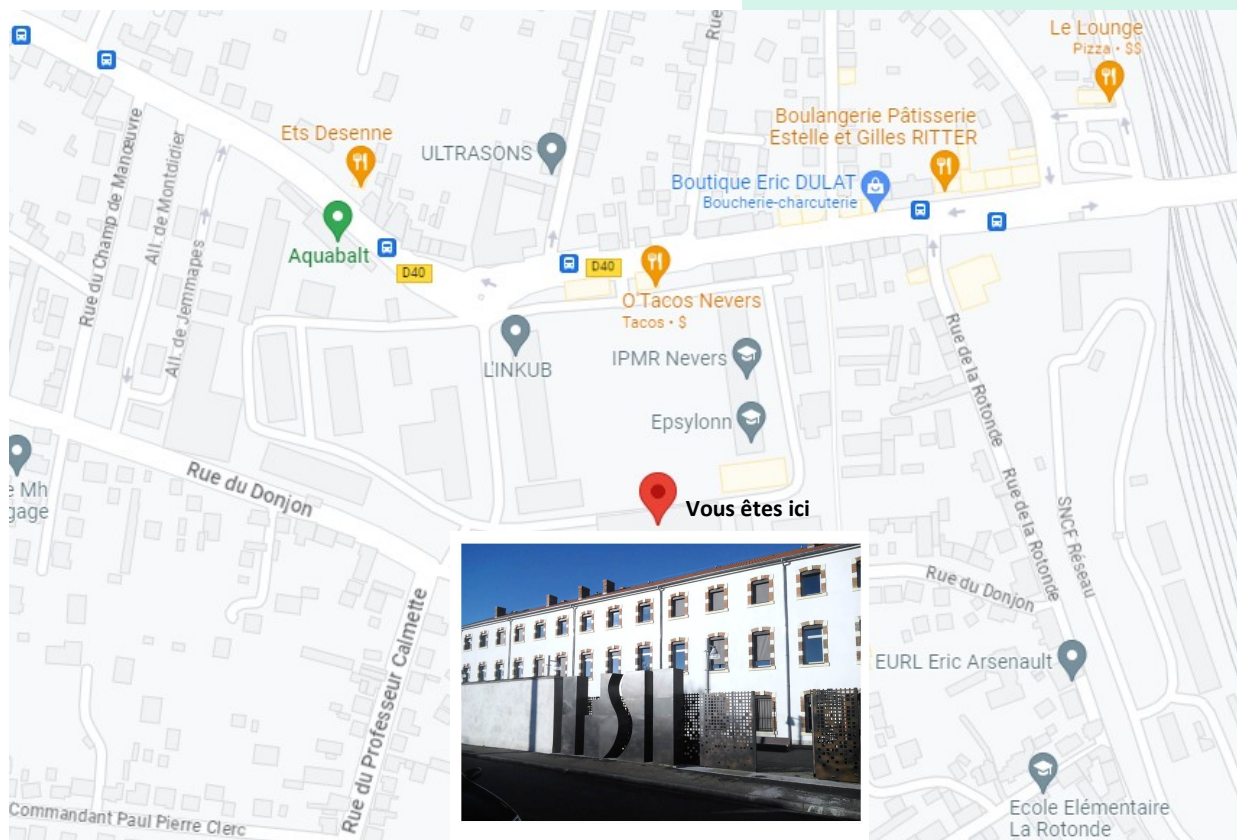 Le Lounge
Pizza • $$
Rue
Boulangerie Pâtisserie
Estelle et Gilles RITTER
Ets Desenne
ULTRASONS
Boutique Eric DULAT
Boucherie-charcuterie
Rue du Champ de Manœuvre
All. de Montdidier
All. de Jemmapes
Aquabalt
D40
D40
O'Tacos Nevers
Tacos • $
L'INKUB
IPMR Nevers
Epsylonn
Rue de la Rotonde
Rue de la Rotonde
SNCF Réseau
e Mh
gage
Rue du Donjon
Vous êtes ici
Rue du Donjon
Rue du Professeur Calmette
EURL Eric Arsenault
Ecole Elémentaire
La Rotonde
Commandant Paul Pierre Clerc